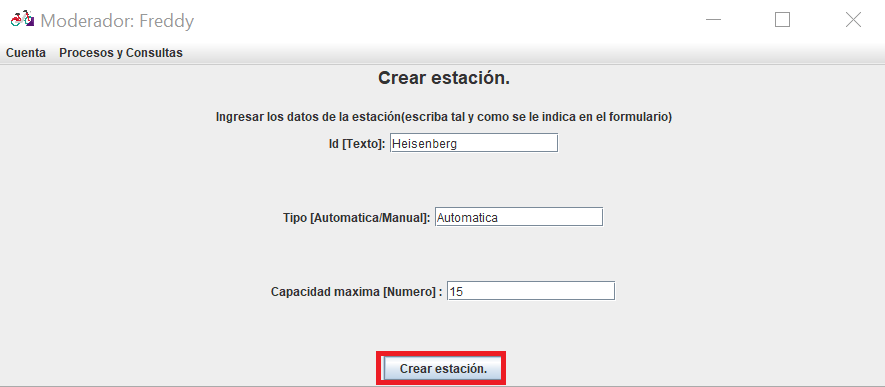 Moderador: Freddy
Cuenta Procesos y Consultas
Crear estación.
Ingresar los datos de la estación(escriba tal y como se le indica en el formulario)
Id [Texto]: Heisenberg
Tipo [Automatica/Manual]: Automatica
Capacidad maxima [Numero] : 15
Crear estación.